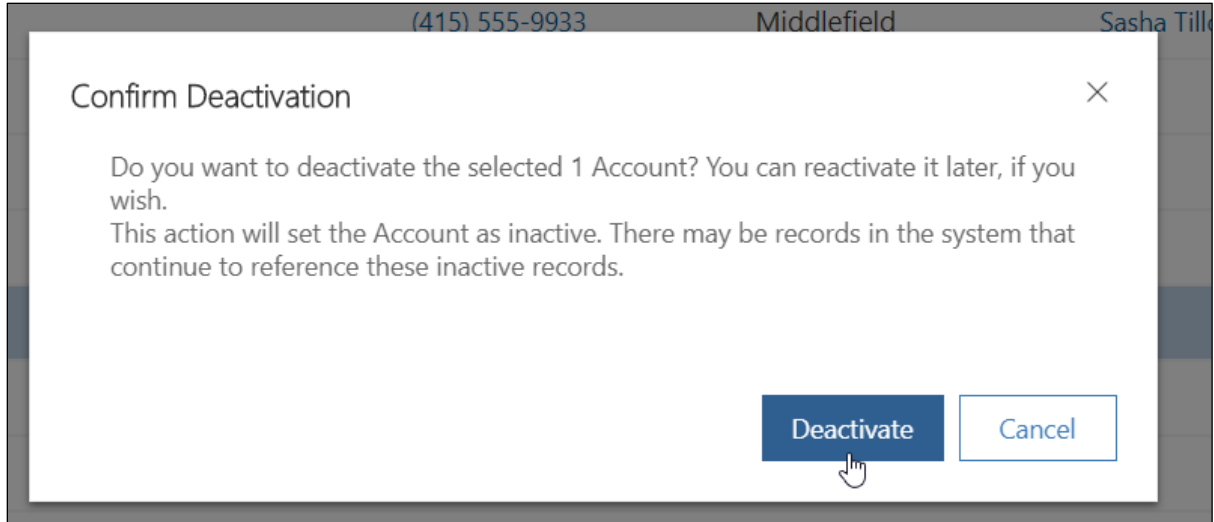 (415) 555-9933 Middlefield Sasha
Confirm Deactivation
Do you want to deactivate the selected 1 Account? You can reactivate it later, if you
wish.
This action will set the Account as inactive. There may be records in the system that
continue to reference these inactive records.
Deactivate Cancel